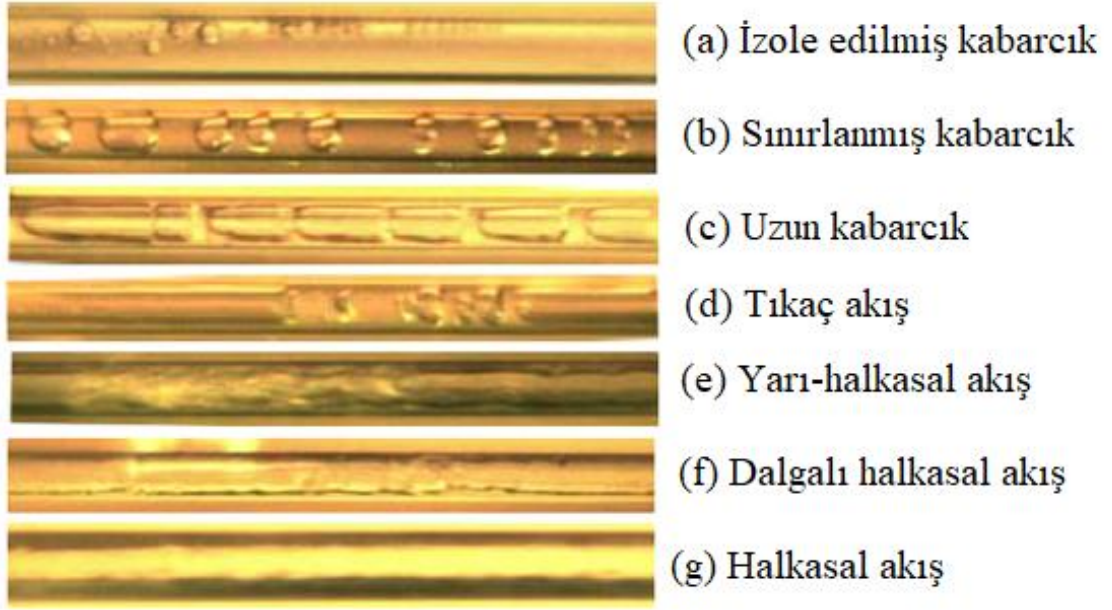 (a) İzole edilmiş kabarcık
(b) Sınırlanmış kabarcık
(c) Uzun kabarcık
(d) Tıkaç akış
(e) Yarı-halkasal akış
(f) Dalgalı halkasal akış
(g) Halkasal akış